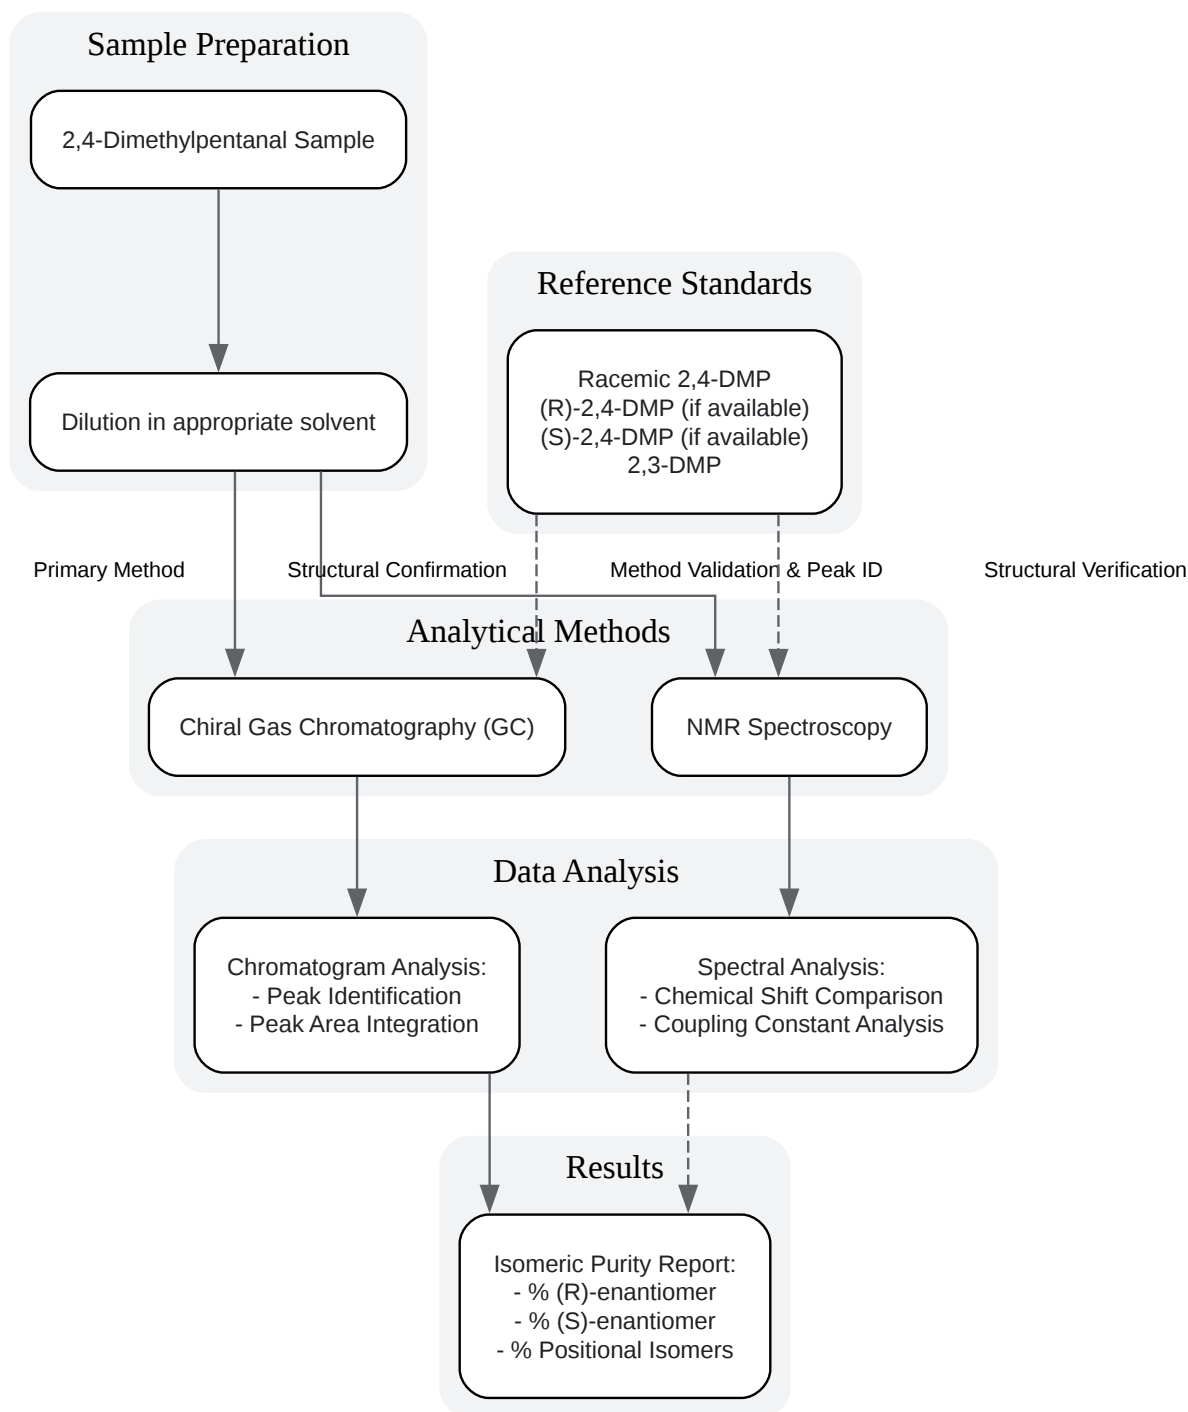 Sample Preparation
2,4-Dimethylpentanal Sample
Dilution in appropriate solvent
Reference Standards
Racemic 2,4-DMP
(R)-2,4-DMP (if available)
(S)-2,4-DMP (if available)
2,3-DMP
Primary Method
Structural Confirmation
Method Validation & Peak ID
Structural Verification
Analytical Methods
Chiral Gas Chromatography (GC)
NMR Spectroscopy
Data Analysis
Chromatogram Analysis:
- Peak Identification
- Peak Area Integration
Spectral Analysis:
- Chemical Shift Comparison
- Coupling Constant Analysis
Results
Isomeric Purity Report:
- % (R)-enantiomer
- % (S)-enantiomer
- % Positional Isomers